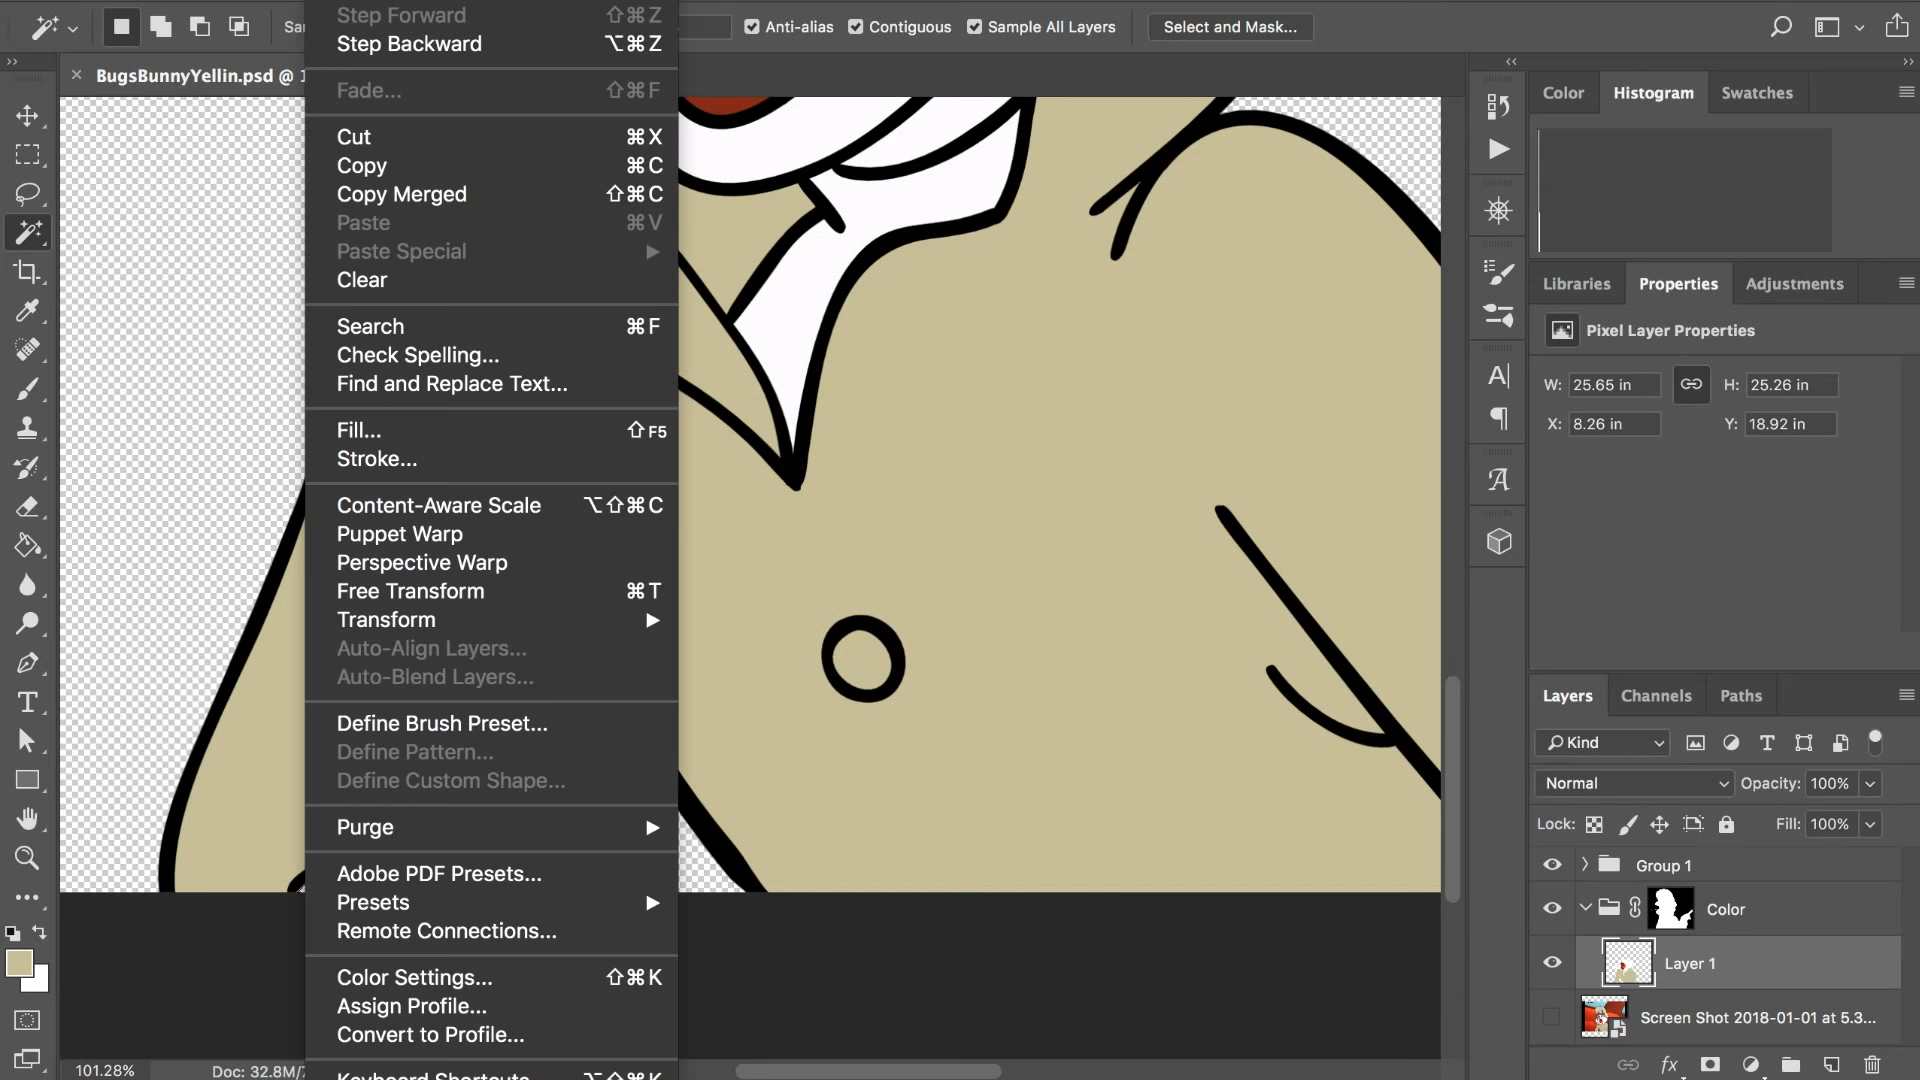 Step Forward ⇧⌘Z
Step Backward ⌥⌘Z
Anti-alias
Contiguous
Sample All Layers
Select and Mask...
BugsBunnyYellin.psd @
Fade... ⇧⌘F
Cut ⌘X
Copy ⌘C
Copy Merged ⇧⌘C
Paste ⌘V
Paste Special
Clear
Search ⌘F
Check Spelling...
Find and Replace Text...
Fill... ⇧F5
Stroke...
Content-Aware Scale ⌥⇧⌘C
Puppet Warp
Perspective Warp
Free Transform ⌘T
Transform
Auto-Align Layers...
Auto-Blend Layers...
Define Brush Preset...
Define Pattern...
Define Custom Shape...
Purge
Adobe PDF Presets...
Presets
Remote Connections...
Color Settings... ⇧⌘K
Assign Profile...
Convert to Profile...
Keyboard Shortcuts... ⌥⇧⌘K
101.28%
Doc: 32.8M/
Color Histogram Swatches
Libraries Properties Adjustments
Pixel Layer Properties
W: 25.65 in H: 25.26 in
X: 8.26 in Y: 18.92 in
Layers Channels Paths
Kind
Normal Opacity: 100%
Lock: Fill: 100%
Group 1
Color
Layer 1
Screen Shot 2018-01-01 at 5.3...